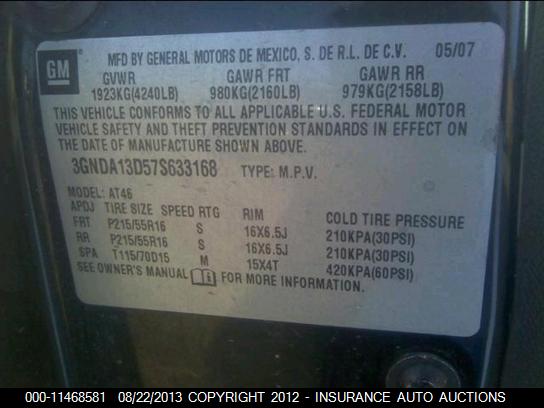 GM
MFD BY GENERAL MOTORS DE MEXICO, S. DE R.L. DE C.V. 05/07
GVWR GAWR FRT GAWR RR
1923KG(4240LB) 980KG(2160LB) 979KG(2158LB)
THIS VEHICLE CONFORMS TO ALL APPLICABLE U.S. FEDERAL MOTOR
VEHICLE SAFETY AND THEFT PREVENTION STANDARDS IN EFFECT ON
THE DATE OF MANUFACTURE SHOWN ABOVE.
3GNDA13D57S633168 TYPE: M.P.V.
MODEL: AT46
APDJ TIRE SIZE SPEED RTG RIM COLD TIRE PRESSURE
FRT P215/55R16 S 16X6.5J 210KPA(30PSI)
RR P215/55R16 S 16X6.5J 210KPA(30PSI)
SPA T115/70D15 M 15X4T 420KPA(60PSI)
SEE OWNER'S MANUAL FOR MORE INFORMATION.
000-11468581 08/22/2013 COPYRIGHT 2012 - INSURANCE AUTO AUCTIONS